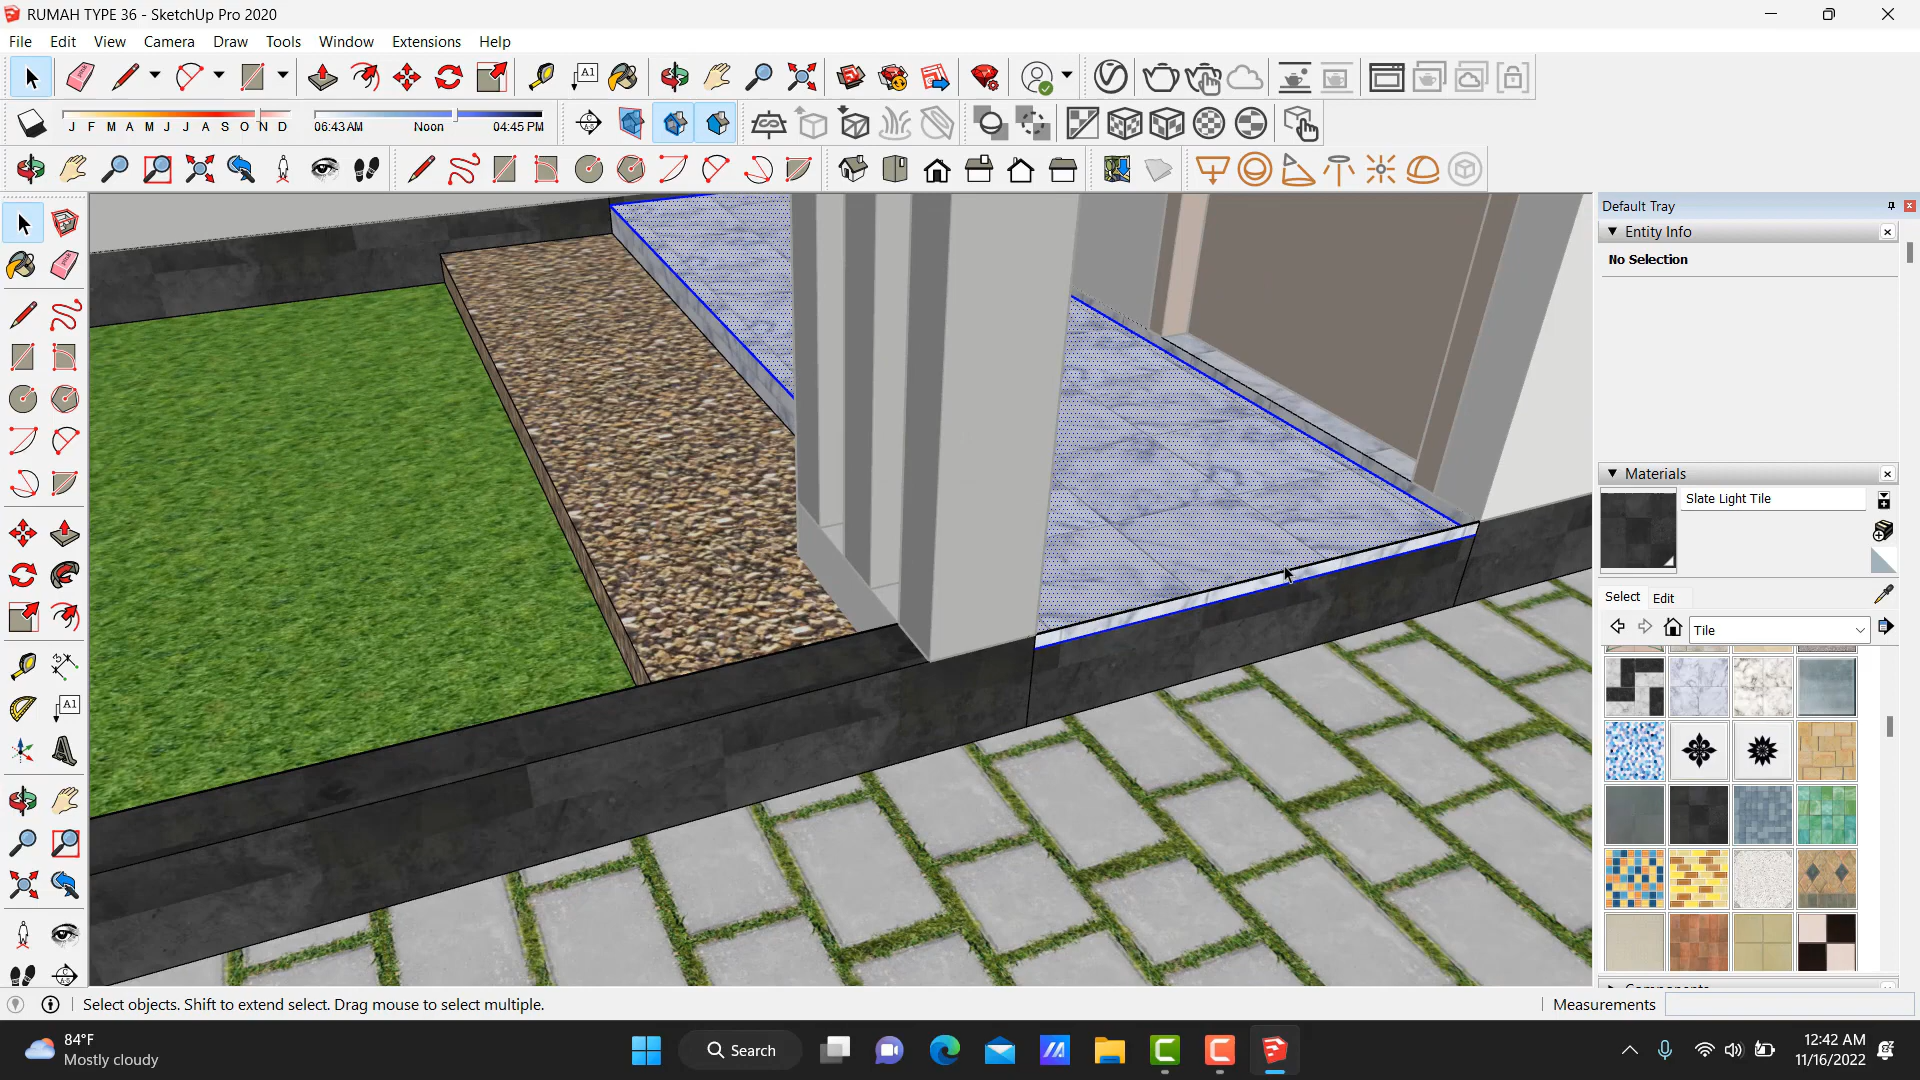 RUMAH TYPE 36 - SketchUp Pro 2020
File Edit View Camera Draw Tools Window Extensions Help
A1
J F M A M J J A S O N D
06:43 AM Noon 04:45 PM
Default Tray
Entity Info
No Selection
Materials
Slate Light Tile
Select Edit
Tile
A1
Select objects. Shift to extend select. Drag mouse to select multiple.
Measurements
84°F
Mostly cloudy
Search
12:42 AM
11/16/2022